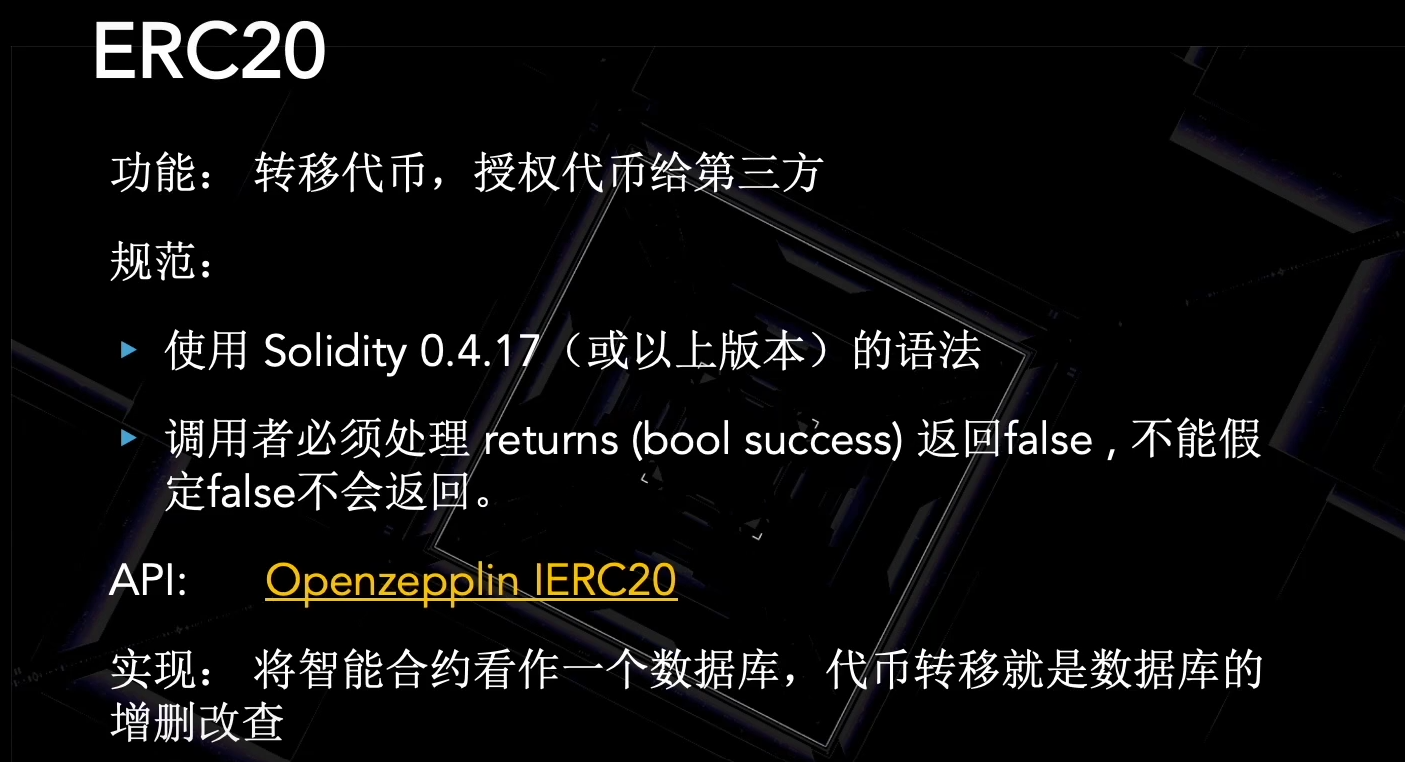 ERC20
功能： 转移代币，授权代币给第三方
规范：
使用 Solidity 0.4.17（或以上版本）的语法
调用者必须处理 returns (bool success) 返回false , 不能假
定false不会返回。
API: Openzepplin IERC20
实现： 将智能合约看作一个数据库，代币转移就是数据库的
增删改查